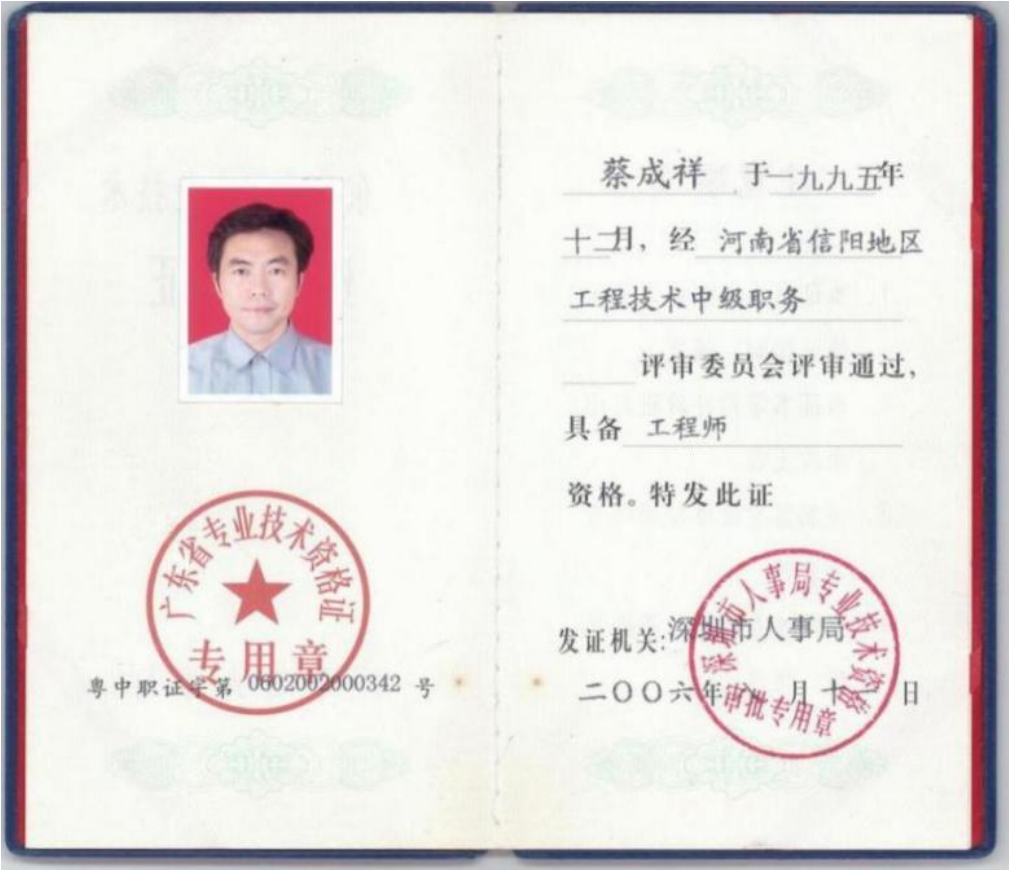 广东省专业技术资格证
专用章
粤中职证字第 0602002000342 号
蔡成祥 于一九九五年
十二月，经 河南省信阳地区
工程技术中级职务
评审委员会评审通过，
具备 工程师
资格。特发此证
发证机关:深圳市人事局
二〇〇六年 月十 日
深圳市人事局专业技术资格
审批专用章